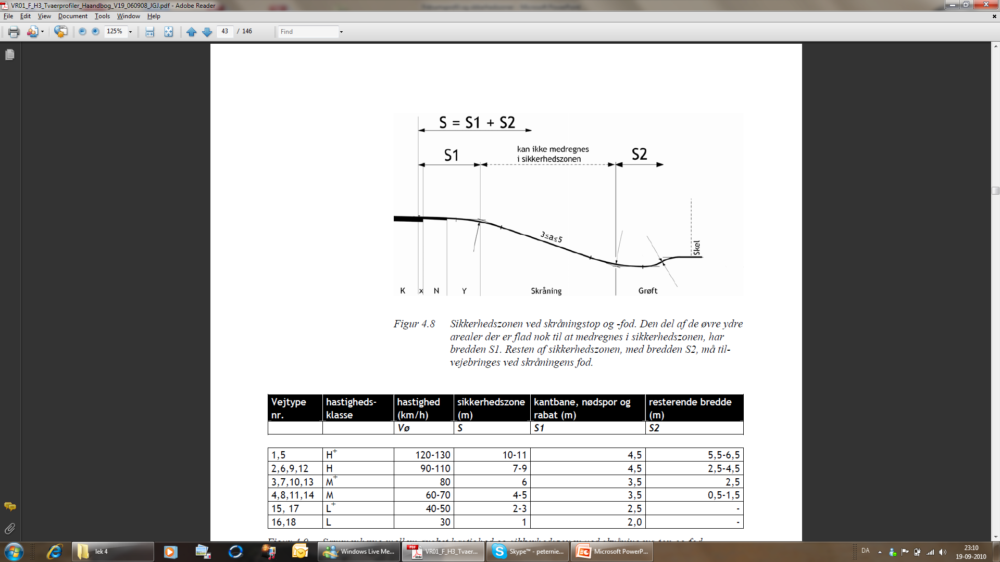 VR01_F_H3_Tvaerprofiler_Haandbog_V19_060908_JGJ.pdf - Adobe Reader
File Edit View Document Tools Window Help
125% 43 / 146 Find
S = S1 + S2
kan ikke medregnes
i sikkerhedszonen
S1 S2
3≤a≤5
Skel
K x N Y Skråning Grøft
Figur 4.8 Sikkerhedszonen ved skråningstop og -fod. Den del af de øvre ydre
arealer der er flad nok til at medregnes i sikkerhedszonen, har
bredden S1. Resten af sikkerhedszonen, med bredden S2, må til-
vejebringes ved skråningens fod.
Vejtype hastigheds- hastighed sikkerhedszone kantbane, nødspor og resterende bredde
nr. klasse (km/h) (m) rabat (m) (m)
Vø S S1 S2
1,5 H+ 120-130 10-11 4,5 5,5-6,5
2,6,9,12 H 90-110 7-9 4,5 2,5-4,5
3,7,10,13 M+ 80 6 3,5 2,5
4,8,11,14 M 60-70 4-5 3,5 0,5-1,5
15, 17 L+ 40-50 2-3 2,5 -
16,18 L 30 1 2,0 -
lek 4 Windows Live Me... VR01_F_H3_Tvaer... Skype™ - peternie... Microsoft PowerP... DA 23:10
19-09-2010